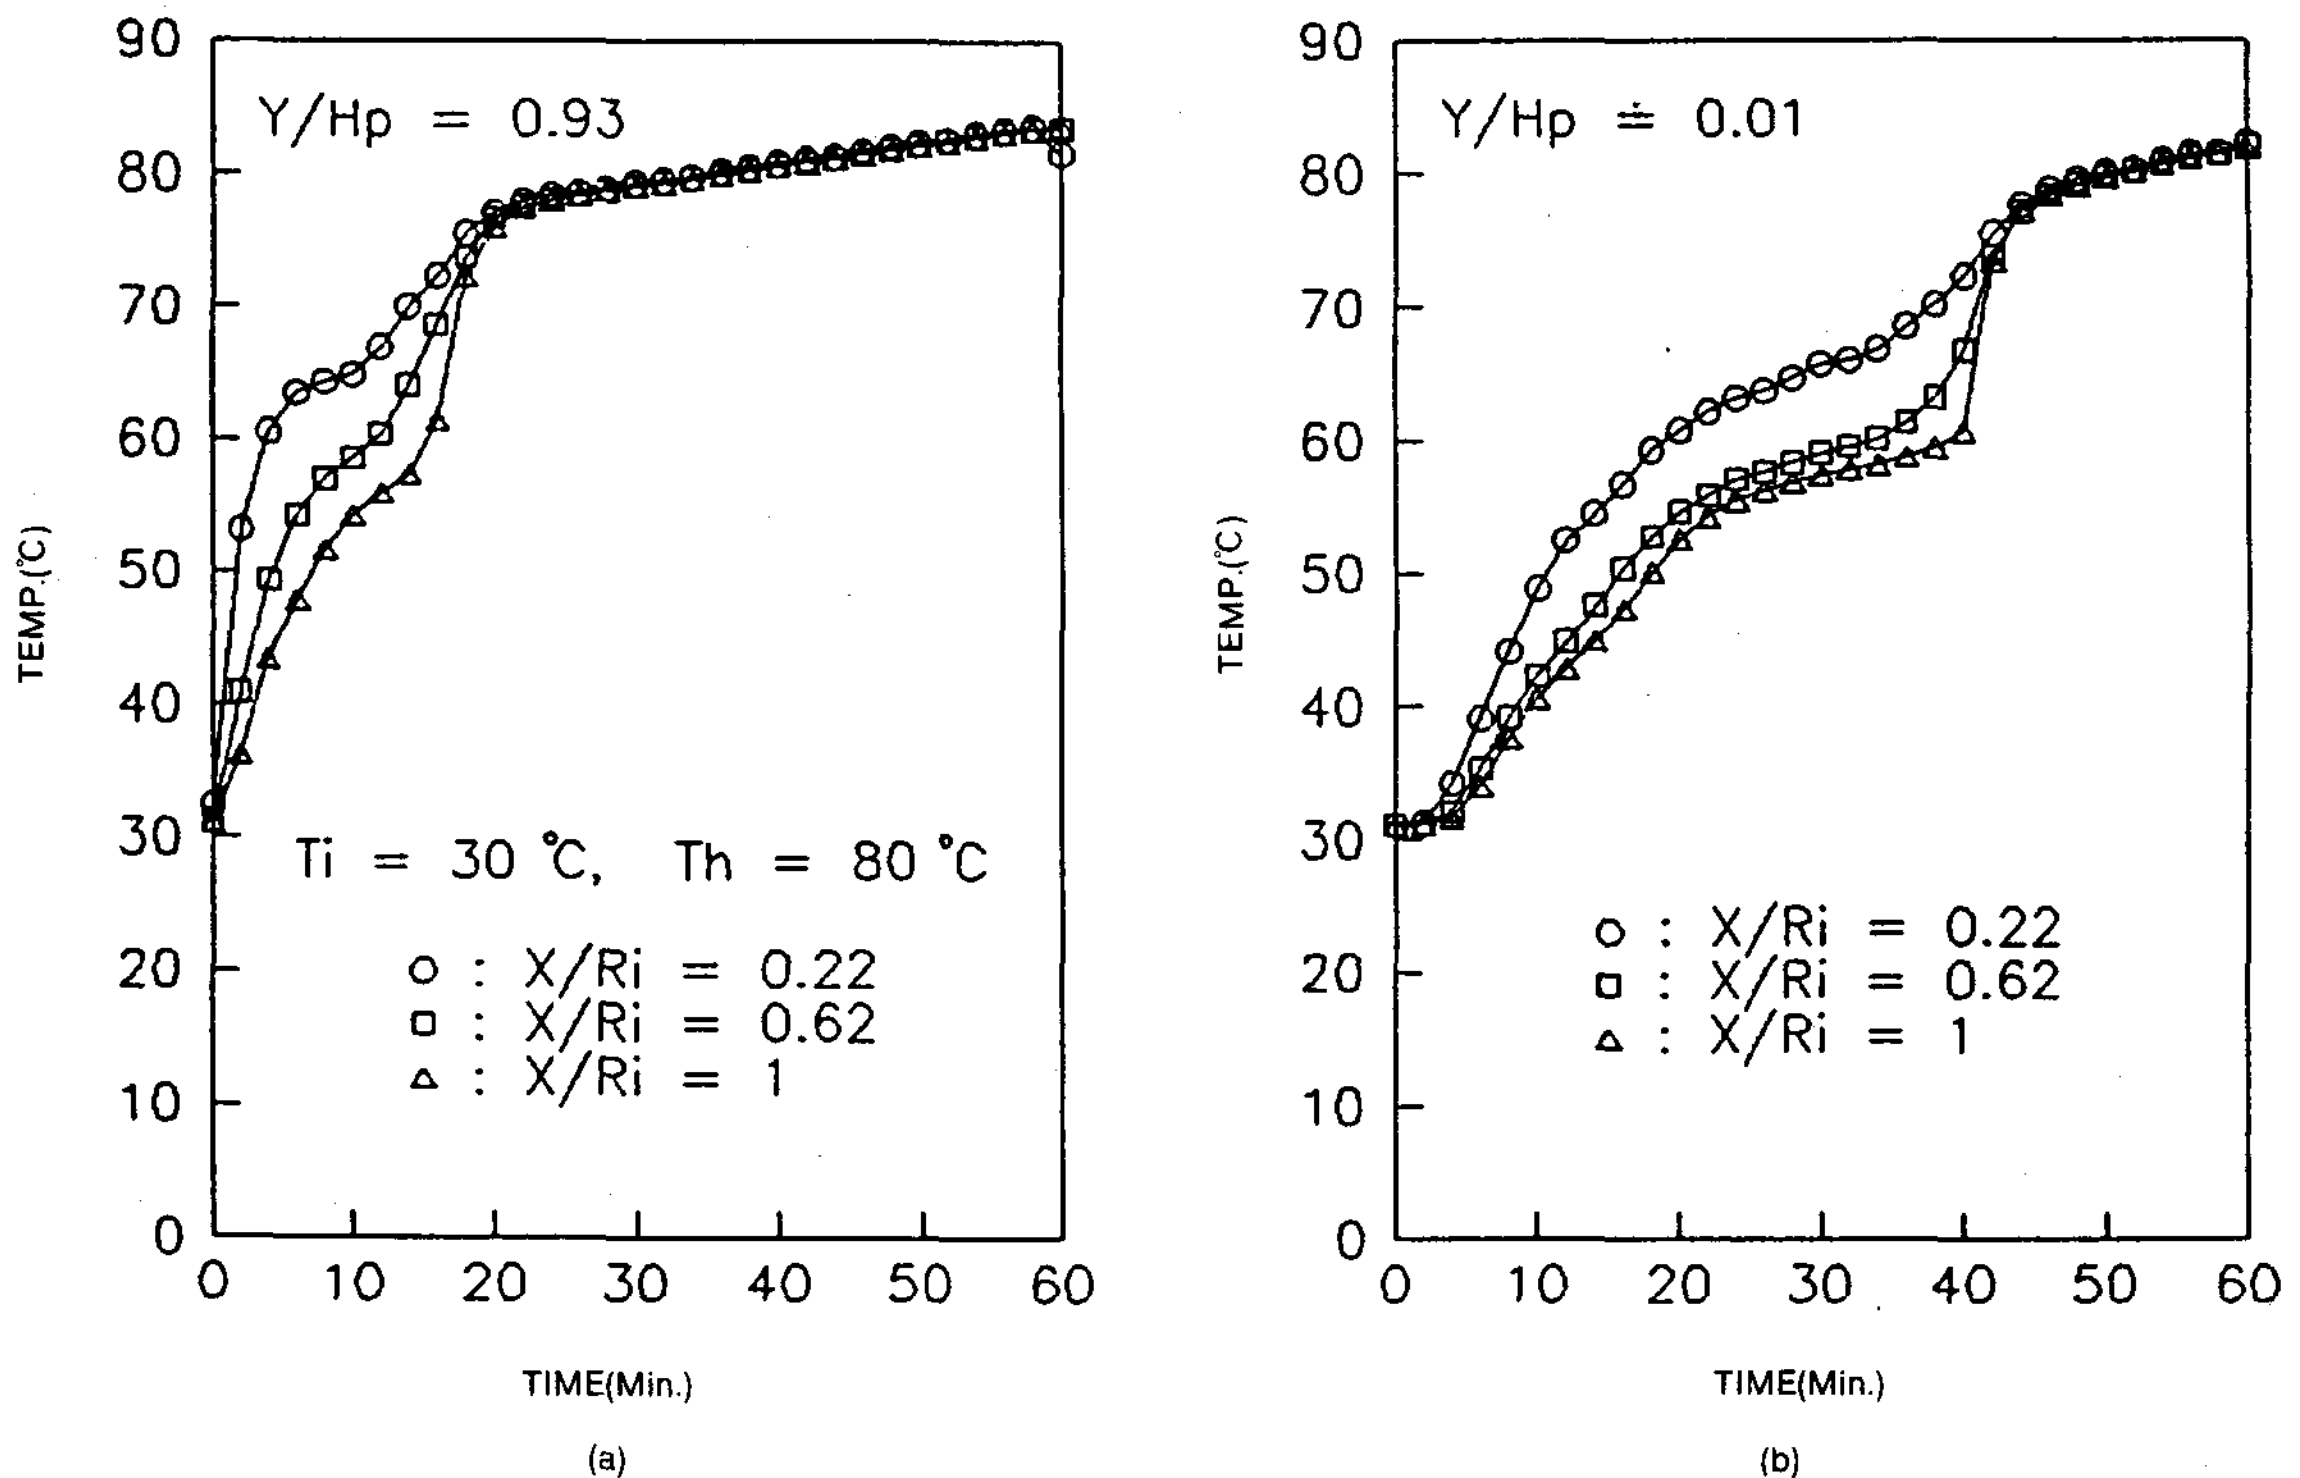 90
80
70
60
50
40
30
20
10
0
0 10 20 30 40 50 60
TEMP.(℃)
Y/Hp = 0.93
Ti = 30 °C, Th = 80 °C
○ : X/Ri = 0.22
□ : X/Ri = 0.62
△ : X/Ri = 1
TIME(Min.)
(a)
90
80
70
60
50
40
30
20
10
0
0 10 20 30 40 50 60
TEMP.(℃)
Y/Hp = 0.01
○ : X/Ri = 0.22
□ : X/Ri = 0.62
△ : X/Ri = 1
TIME(Min.)
(b)